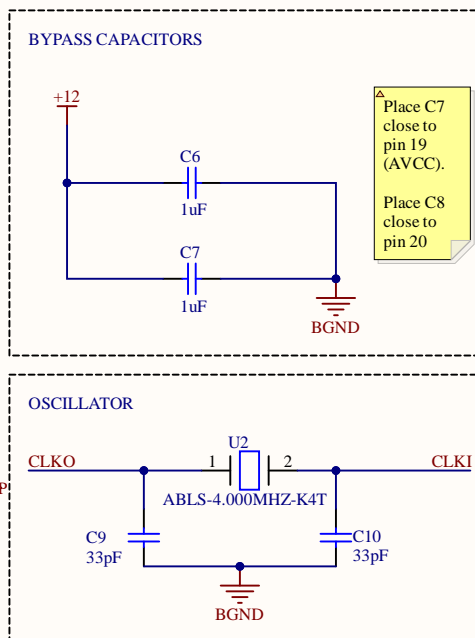 BYPASS CAPACITORS
+12
C6
1uF
C7
1uF
BGND
Place C7
close to
pin 19
(AVCC).
Place C8
close to
pin 20
OSCILLATOR
CLKO
1
U2
2
CLKI
ABLS-4.000MHZ-K4T
P
C9
33pF
C10
33pF
BGND